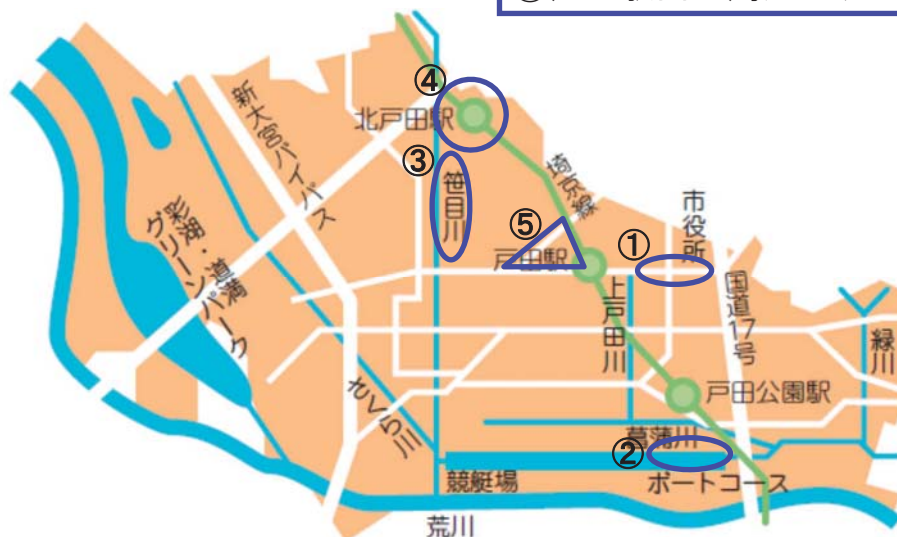 ④
北戸田駅
新大宮バイパス
③
笹目川
埼京線
市役所
⑤
①
戸田駅
彩湖・道満
グリーンパーク
上戸田川
国道17号
緑川
さくら川
戸田公園駅
菖蒲川
②
競艇場
ボートコース
荒川